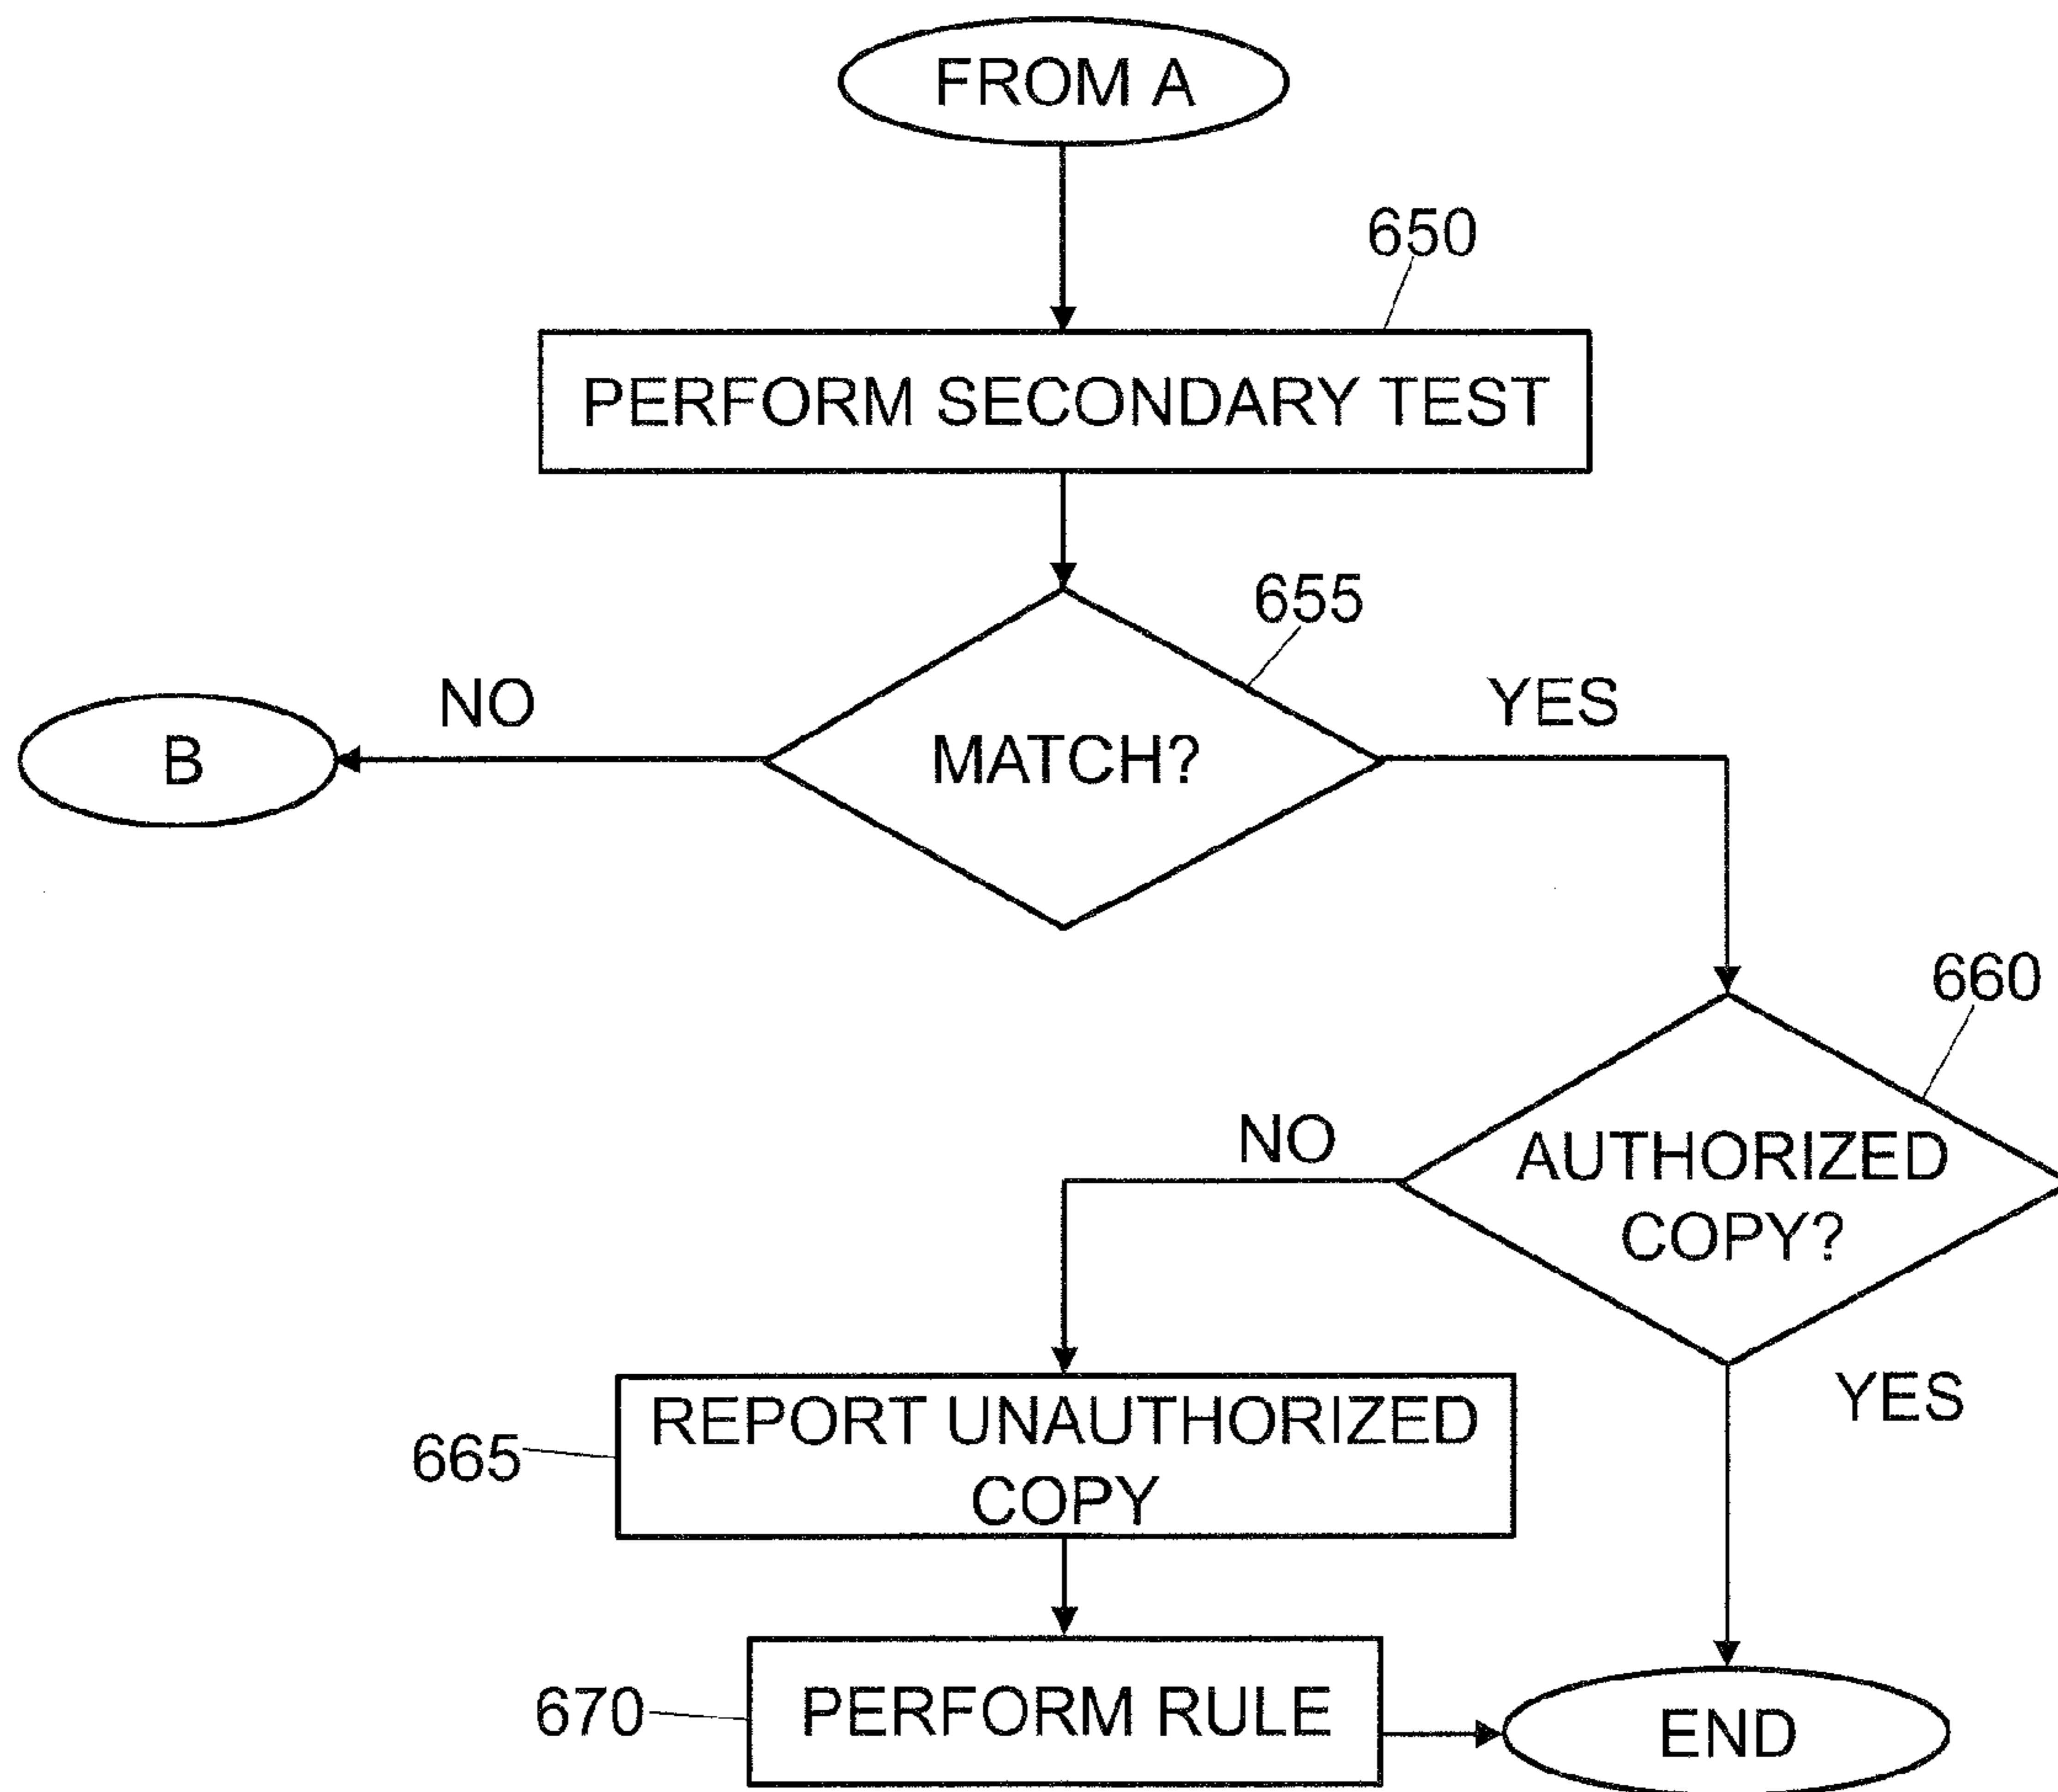 FROM A
650
PERFORM SECONDARY TEST
655
NO
YES
B
MATCH?
660
NO
AUTHORIZED
COPY?
YES
REPORT UNAUTHORIZED
COPY
665
670
PERFORM RULE
END